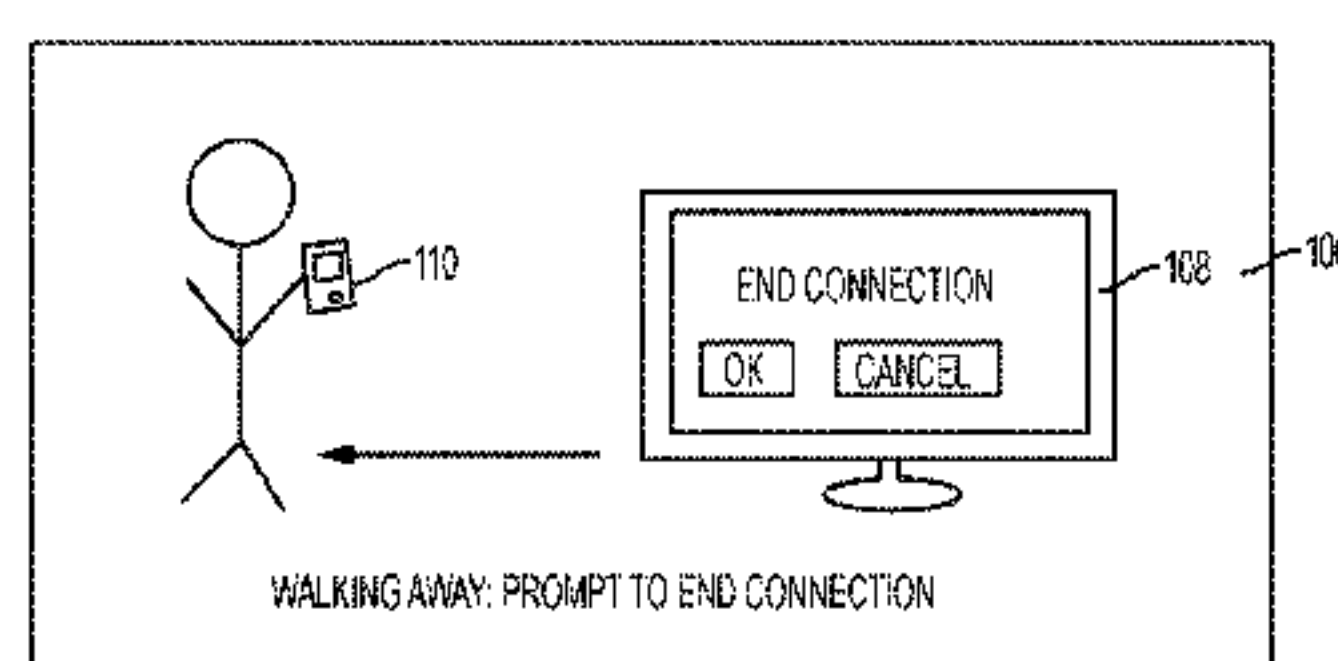 110
END CONNECTION
108
OK
CANCEL
WALKING AWAY: PROMPT TO END CONNECTION